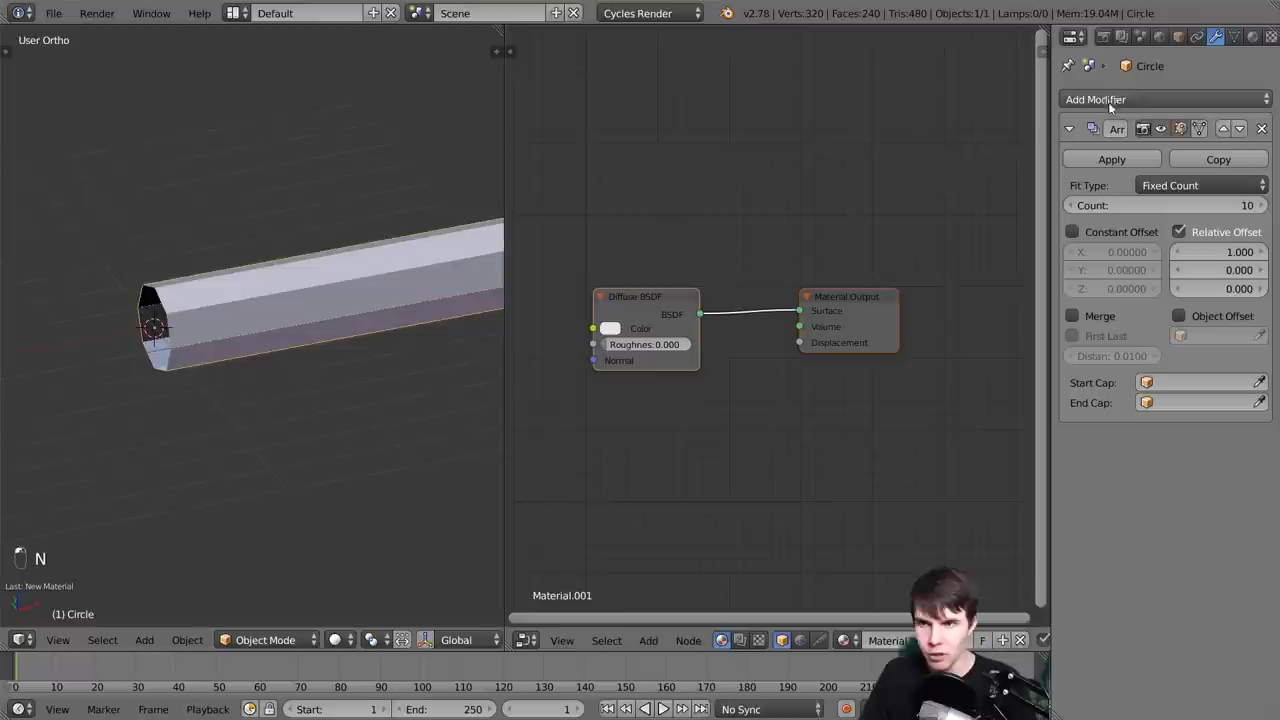 File Render Window Help Default Scene Cycles Render v2.78 | Verts:320 | Faces:240 | Tris:480 | Objects:1/1 | Lamps:0/0 | Mem:19.04M | Circle
User Ortho
Circle
Add Modifier
Arr
Apply Copy
Fit Type: Fixed Count
Count: 10
Constant Offset Relative Offset
X: 0.00000 1.000
Y: 0.00000 0.000
Z: 0.00000 0.000
Merge Object Offset
First Last
Distan: 0.0100
Start Cap:
End Cap:
Diffuse BSDF
BSDF
Color
Roughness: 0.000
Normal
Material Output
Surface
Volume
Displacement
N
Last: New Material
(1) Circle
Material.001
View Select Add Object Object Mode Global
View Select Add Node Material F
0 10 20 30 40 50 60 70 80 90 100 110 120 130 140 150 160 170 180 190 200 210
View Marker Frame Playback Start: 1 End: 250 1 No Sync